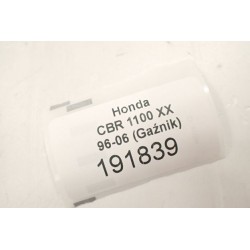 Honda
CBR 1100 XX
96-06 (Gaźnik)
191839